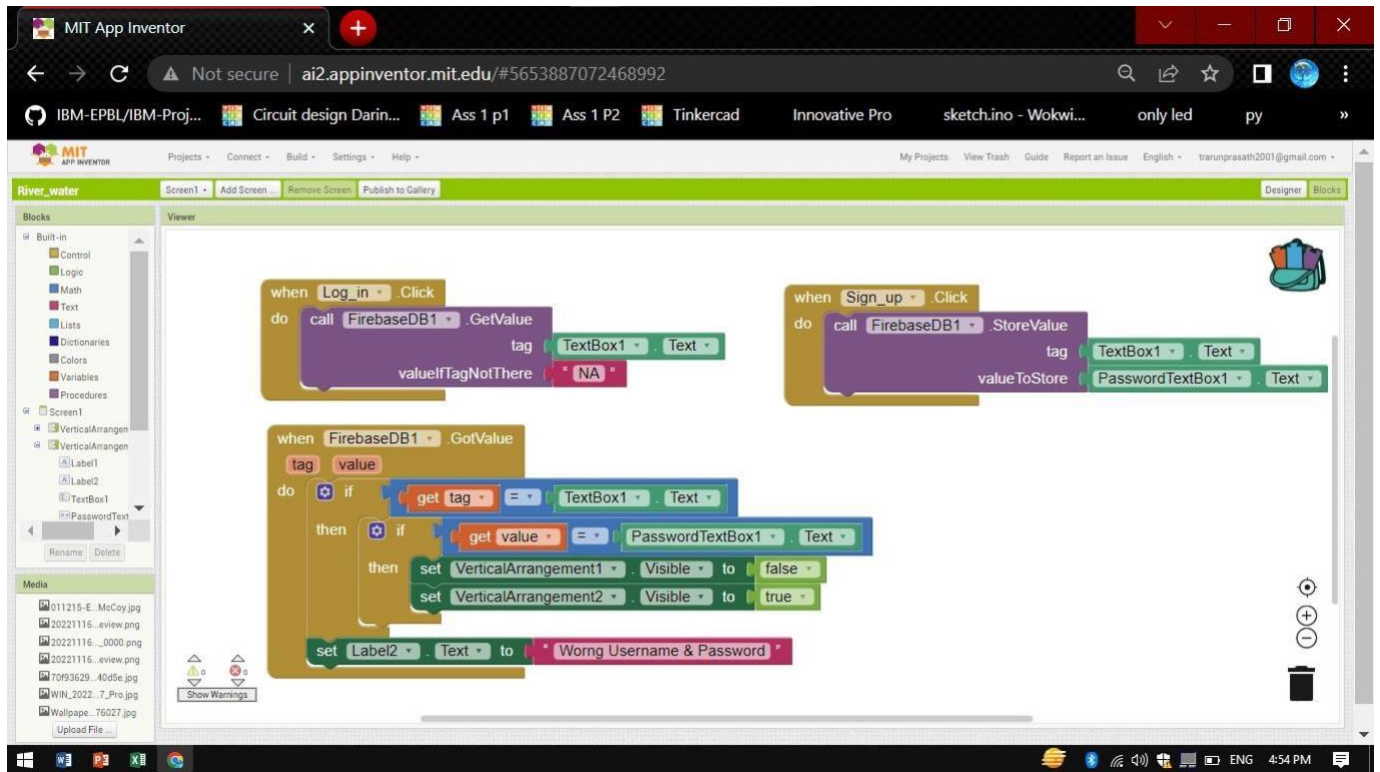 MIT App Inventor
Not secure | ai2.appinventor.mit.edu/#5653887072468992
IBM-EPBL/IBM-Proj... Circuit design Darin... Ass 1 p1 Ass 1 P2 Tinkercad Innovative Pro sketch.ino - Wokwi... only led py »
MIT APP INVENTOR Projects Connect Build Settings Help My Projects View Trash Guide Report an Issue English trarunprasath2001@gmail.com
River_water Screen1 Add Screen ... Remove Screen Publish to Gallery Designer Blocks
Blocks
Built-in
Control
Logic
Math
Text
Lists
Dictionaries
Colors
Variables
Procedures
Screen1
VerticalArrangen
VerticalArrangen
Label1
Label2
TextBox1
PasswordText
Rename Delete
Media
011215-E...McCoy.jpg
20221116...eview.png
20221116..._0000.png
20221116...eview.png
70f93629...40d5e.jpg
WIN_2022...7_Pro.jpg
Wallpape...76027.jpg
Upload File ...
Viewer
when Log_in .Click
do call FirebaseDB1 .GetValue
tag TextBox1 . Text
valueIfTagNotThere " NA "
when Sign_up .Click
do call FirebaseDB1 .StoreValue
tag TextBox1 . Text
valueToStore PasswordTextBox1 . Text
when FirebaseDB1 .GotValue
tag value
do if get tag = TextBox1 . Text
then if get value = PasswordTextBox1 . Text
then set VerticalArrangement1 . Visible to false
set VerticalArrangement2 . Visible to true
set Label2 . Text to " Worng Username & Password "
0 0
Show Warnings
ENG 4:54 PM